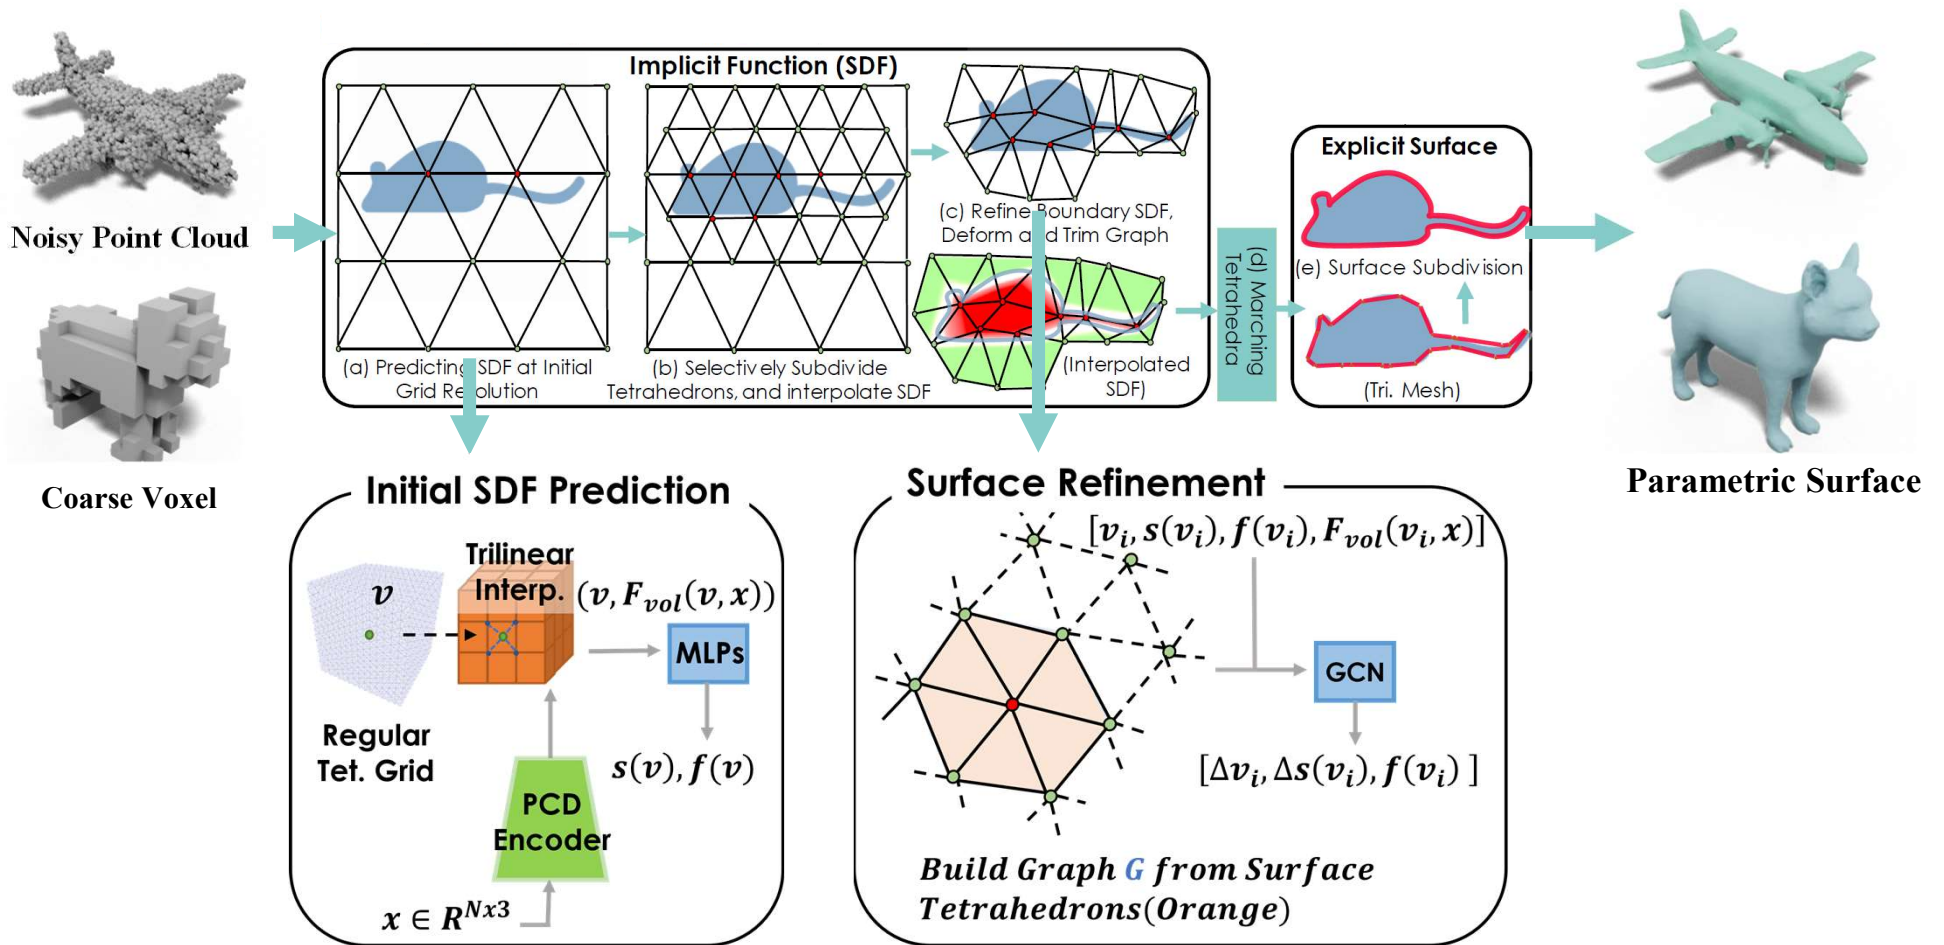 Noisy Point Cloud
Coarse Voxel
Implicit Function (SDF)
(a) Predicting SDF at Initial
Grid Resolution
(b) Selectively Subdivide
Tetrahedrons, and interpolate SDF
(c) Refine Boundary SDF,
Deform and Trim Graph
(Interpolated
SDF)
(d) Marching
Tetrahedra
Explicit Surface
(e) Surface Subdivision
(Tri. Mesh)
Parametric Surface
Initial SDF Prediction
v
Trilinear
Interp.
(v, F_vol(v, x))
MLPs
s(v), f(v)
Regular
Tet. Grid
PCD
Encoder
x ∈ R^{Nx3}
Surface Refinement
[v_i, s(v_i), f(v_i), F_vol(v_i, x)]
GCN
[Δv_i, Δs(v_i), f(v_i) ]
Build Graph G from Surface
Tetrahedrons(Orange)